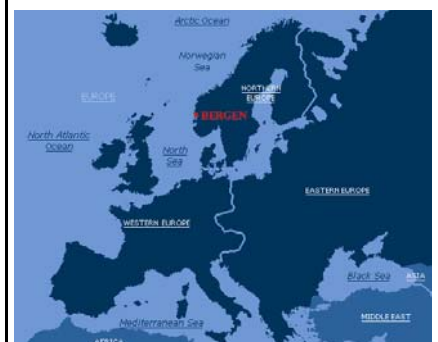 Arctic Ocean
Norwegian
Sea
NORTHERN
EUROPE
EUROPE
BERGEN
North Atlantic
Ocean
North
Sea
EASTERN EUROPE
WESTERN EUROPE
Black Sea
ASIA
MIDDLE EAST
Mediterranean Sea
AFRICA